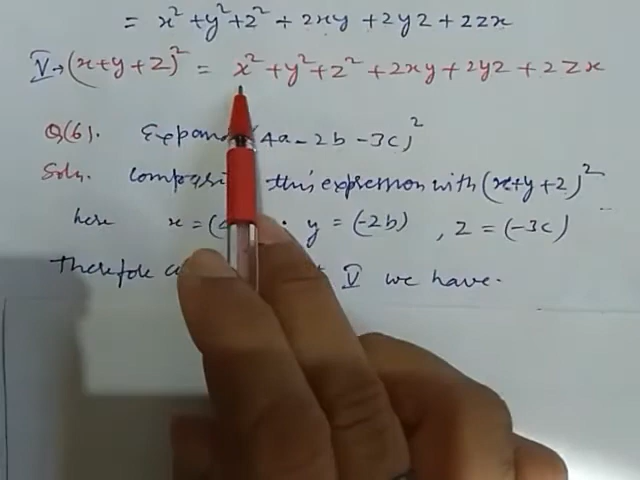 = x² + y² + z² + 2xy + 2yz + 2zx
V → (x + y + z)² = x² + y² + z² + 2xy + 2yz + 2zx
Q(6). Expand (4a - 2b - 3c)²
Soln. this expression with (x + y + z)²
here x = y = (-2b) , z = (-3c)
Therefore V we have.